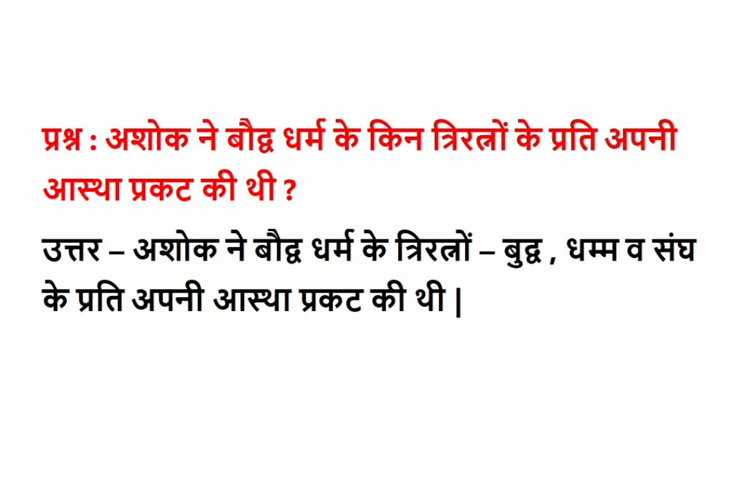 प्रश्न : अशोक ने बौद्व धर्म के किन त्रिरत्नों के प्रति अपनी
आस्था प्रकट की थी ?
उत्तर – अशोक ने बौद्व धर्म के त्रिरत्नों – बुद्व , धम्म व संघ
के प्रति अपनी आस्था प्रकट की थी |